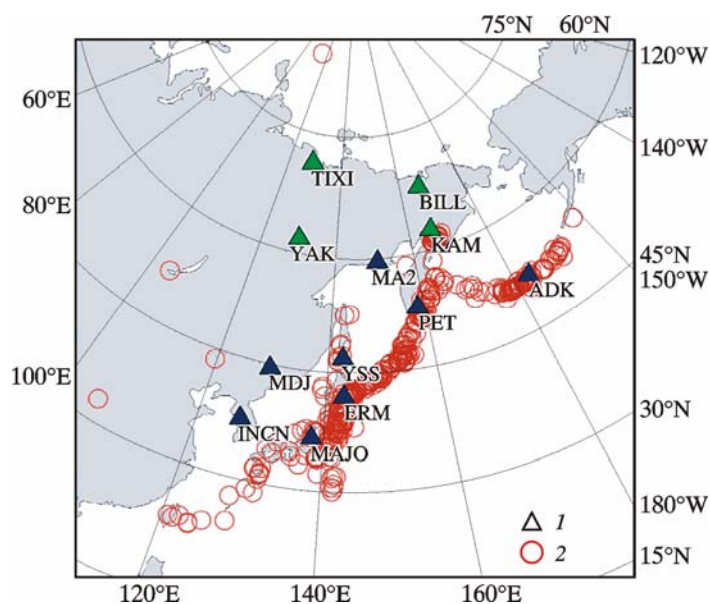 75°N 60°N
120°W
60°E
140°W
TIXI
BILL
80°E
YAK
KAM
45°N
MA2
150°W
ADK
PET
100°E
MDJ
YSS
ERM
30°N
INCN
MAJO
180°W
1
2
15°N
120°E 140°E 160°E